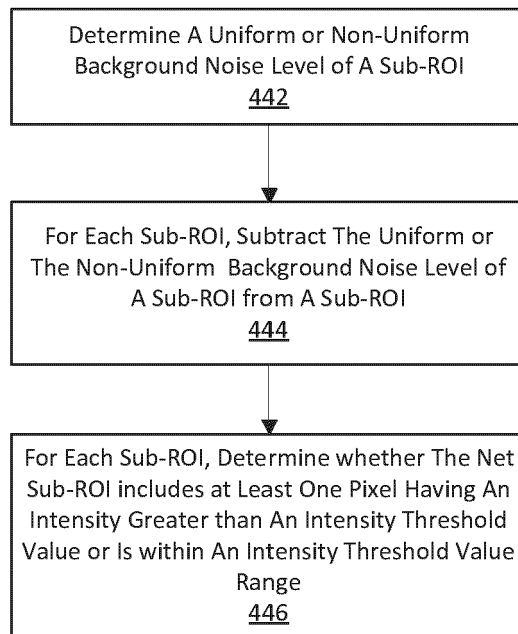 Determine A Uniform or Non-Uniform
Background Noise Level of A Sub-ROI
442
For Each Sub-ROI, Subtract The Uniform or
The Non-Uniform Background Noise Level of
A Sub-ROI from A Sub-ROI
444
For Each Sub-ROI, Determine whether The Net
Sub-ROI includes at Least One Pixel Having An
Intensity Greater than An Intensity Threshold
Value or Is within An Intensity Threshold Value
Range
446